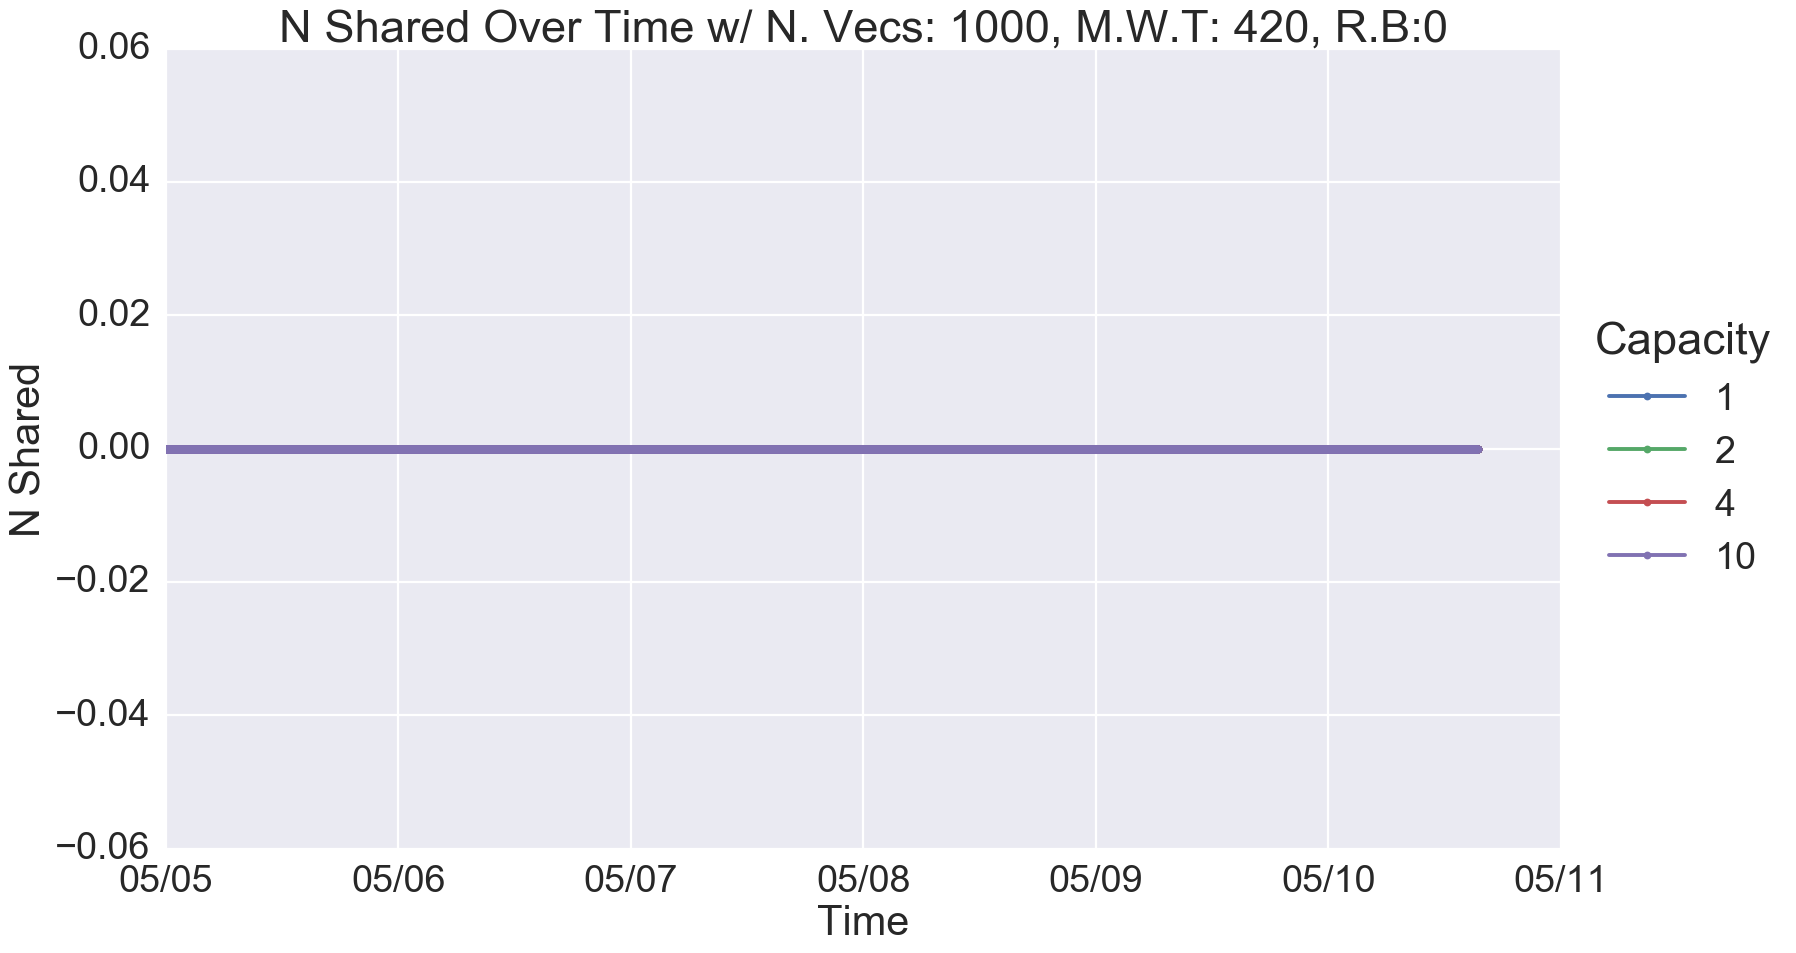 N Shared Over Time w/ N. Vecs: 1000, M.W.T: 420, R.B:0
0.06
0.04
0.02
0.00
−0.02
−0.04
−0.06
N Shared
05/05 05/06 05/07 05/08 05/09 05/10 05/11
Time
Capacity
1
2
4
10